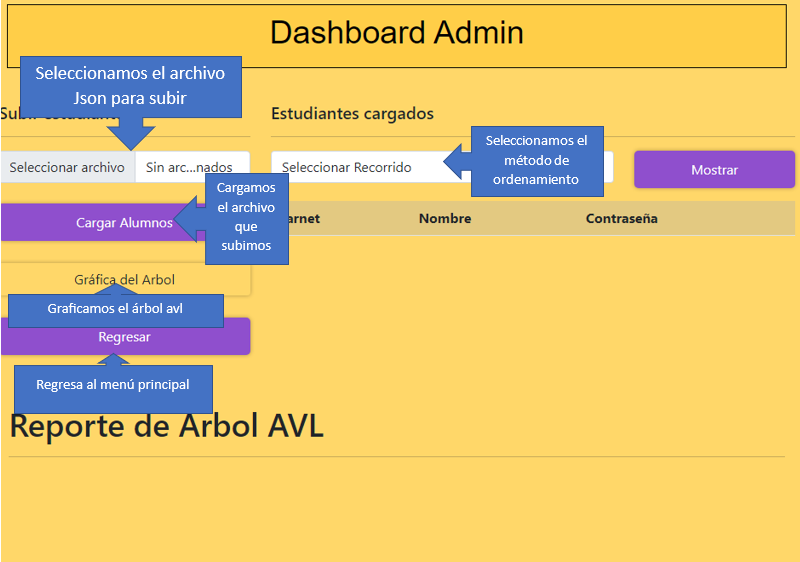 Dashboard Admin
Seleccionamos el archivo
Json para subir
Subir estudiant
Estudiantes cargados
Seleccionar archivo
Sin arc...nados
Seleccionar Recorrido
Seleccionamos el
método de
ordenamiento
Mostrar
Cargamos
el archivo
que
subimos
Cargar Alumnos
arnet
Nombre
Contraseña
Gráfica del Arbol
Graficamos el árbol avl
Regresar
Regresa al menú principal
Reporte de Arbol AVL